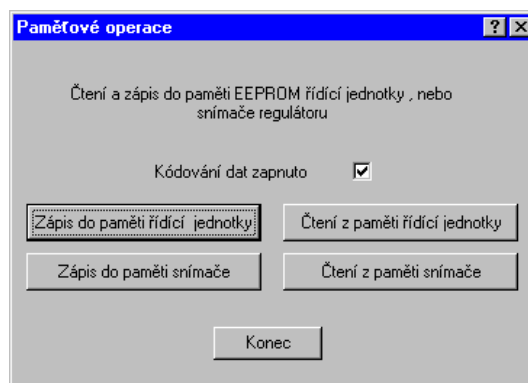 Paměťové operace
Čtení a zápis do paměti EEPROM řídící jednotky , nebo
snímače regulátoru
Kódování dat zapnuto
Zápis do paměti řídící jednotky
Čtení z paměti řídící jednotky
Zápis do paměti snímače
Čtení z paměti snímače
Konec